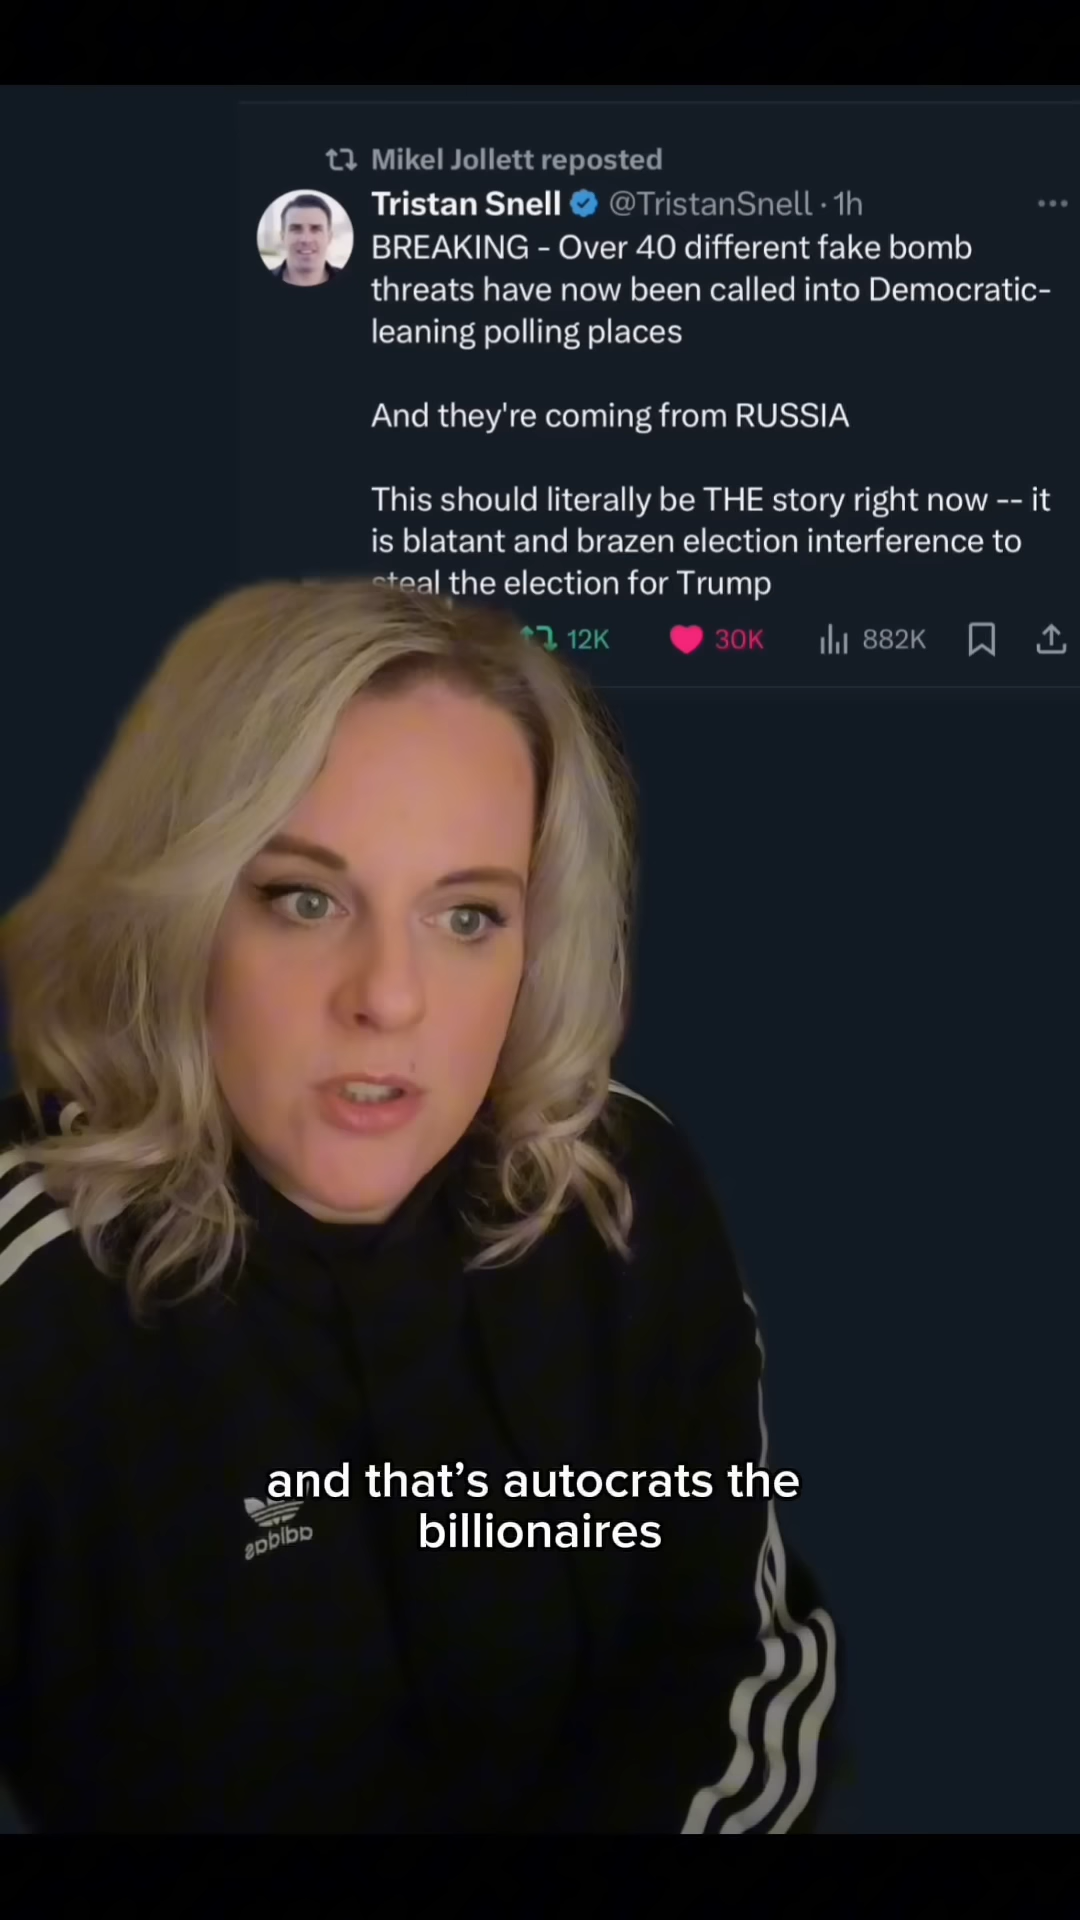 Mikel Jollett reposted
Tristan Snell @TristanSnell · 1h
BREAKING - Over 40 different fake bomb
threats have now been called into Democratic-
leaning polling places
And they're coming from RUSSIA
This should literally be THE story right now -- it
is blatant and brazen election interference to
steal the election for Trump
12K 30K 882K
and that's autocrats the
billionaires
adidas